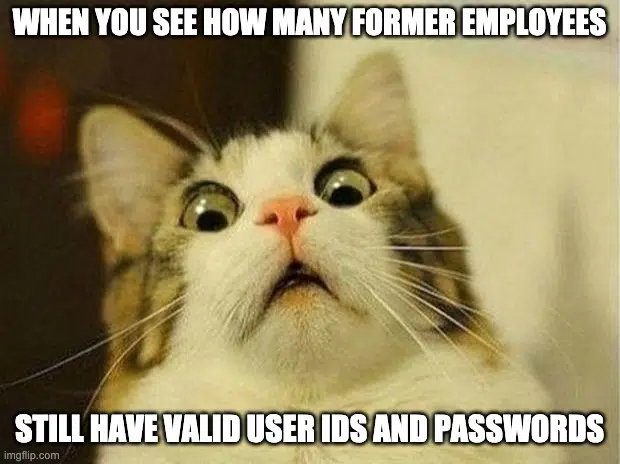 WHEN YOU SEE HOW MANY FORMER EMPLOYEES
STILL HAVE VALID USER IDS AND PASSWORDS
imgflip.com